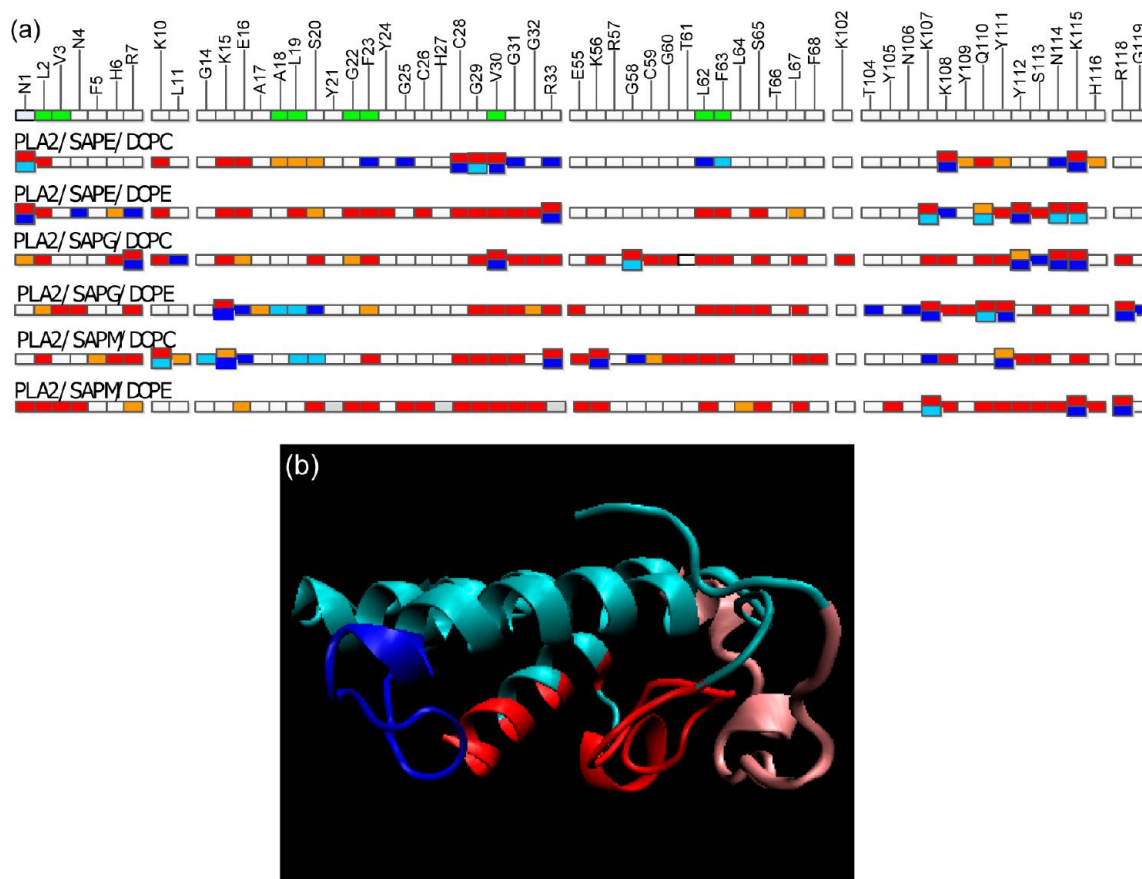 (a)
N1 L2 V3 N4 F5 H6 R7 K10 L11 G14 K15 E16 A17 A18 L19 S20 Y21 G22 F23 Y24 G25 C26 H27 C28 G29 V30 G31 G32 R33 E55 K56 R57 G58 C59 G60 T61 L62 F63 L64 S65 T66 L67 F68 K102 T104 Y105 N106 K107 K108 Y109 Q110 Y111 Y112 S113 N114 K115 H116 R118 G119
PLA2/SAPE/DOPC
PLA2/SAPE/DOPE
PLA2/SAPG/DOPC
PLA2/SAPG/DOPE
PLA2/SAPM/DOPC
PLA2/SAPM/DOPE
(b)